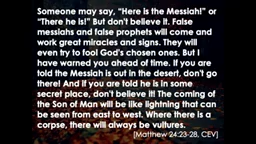 Someone may say, “Here is the Messiah!” or
“There he is!” But don’t believe it. False
messiahs and false prophets will come and
work great miracles and signs. They will
even try to fool God’s chosen ones. But I
have warned you ahead of time. If you are
told the Messiah is out in the desert, don’t go
there! And if you are told he is in some
secret place, don’t believe it! The coming of
the Son of Man will be like lightning that can
be seen from east to west. Where there is a
corpse, there will always be vultures.
[Matthew 24:23-28, CEV]